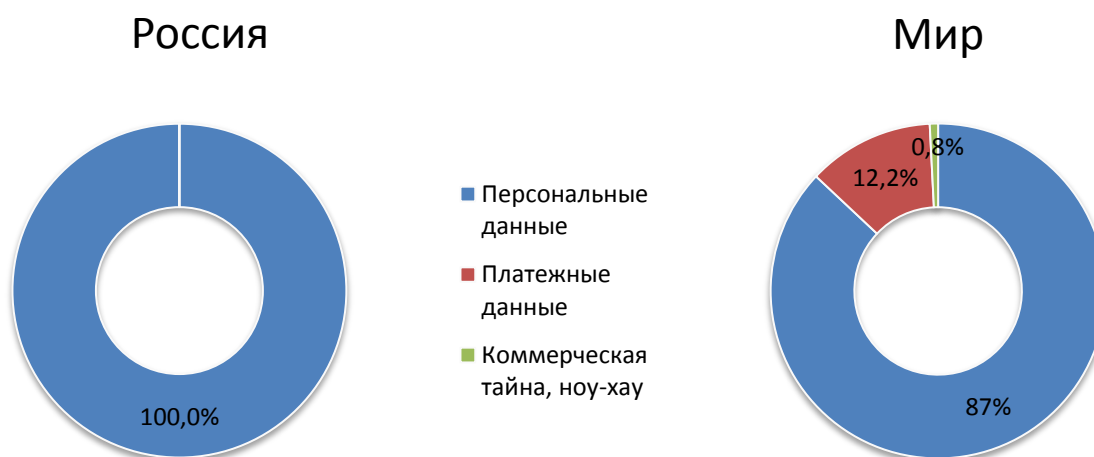 Россия
Мир
100,0%
Персональные
данные
Платежные
данные
Коммерческая
тайна, ноу-хау
0,8%
12,2%
87%